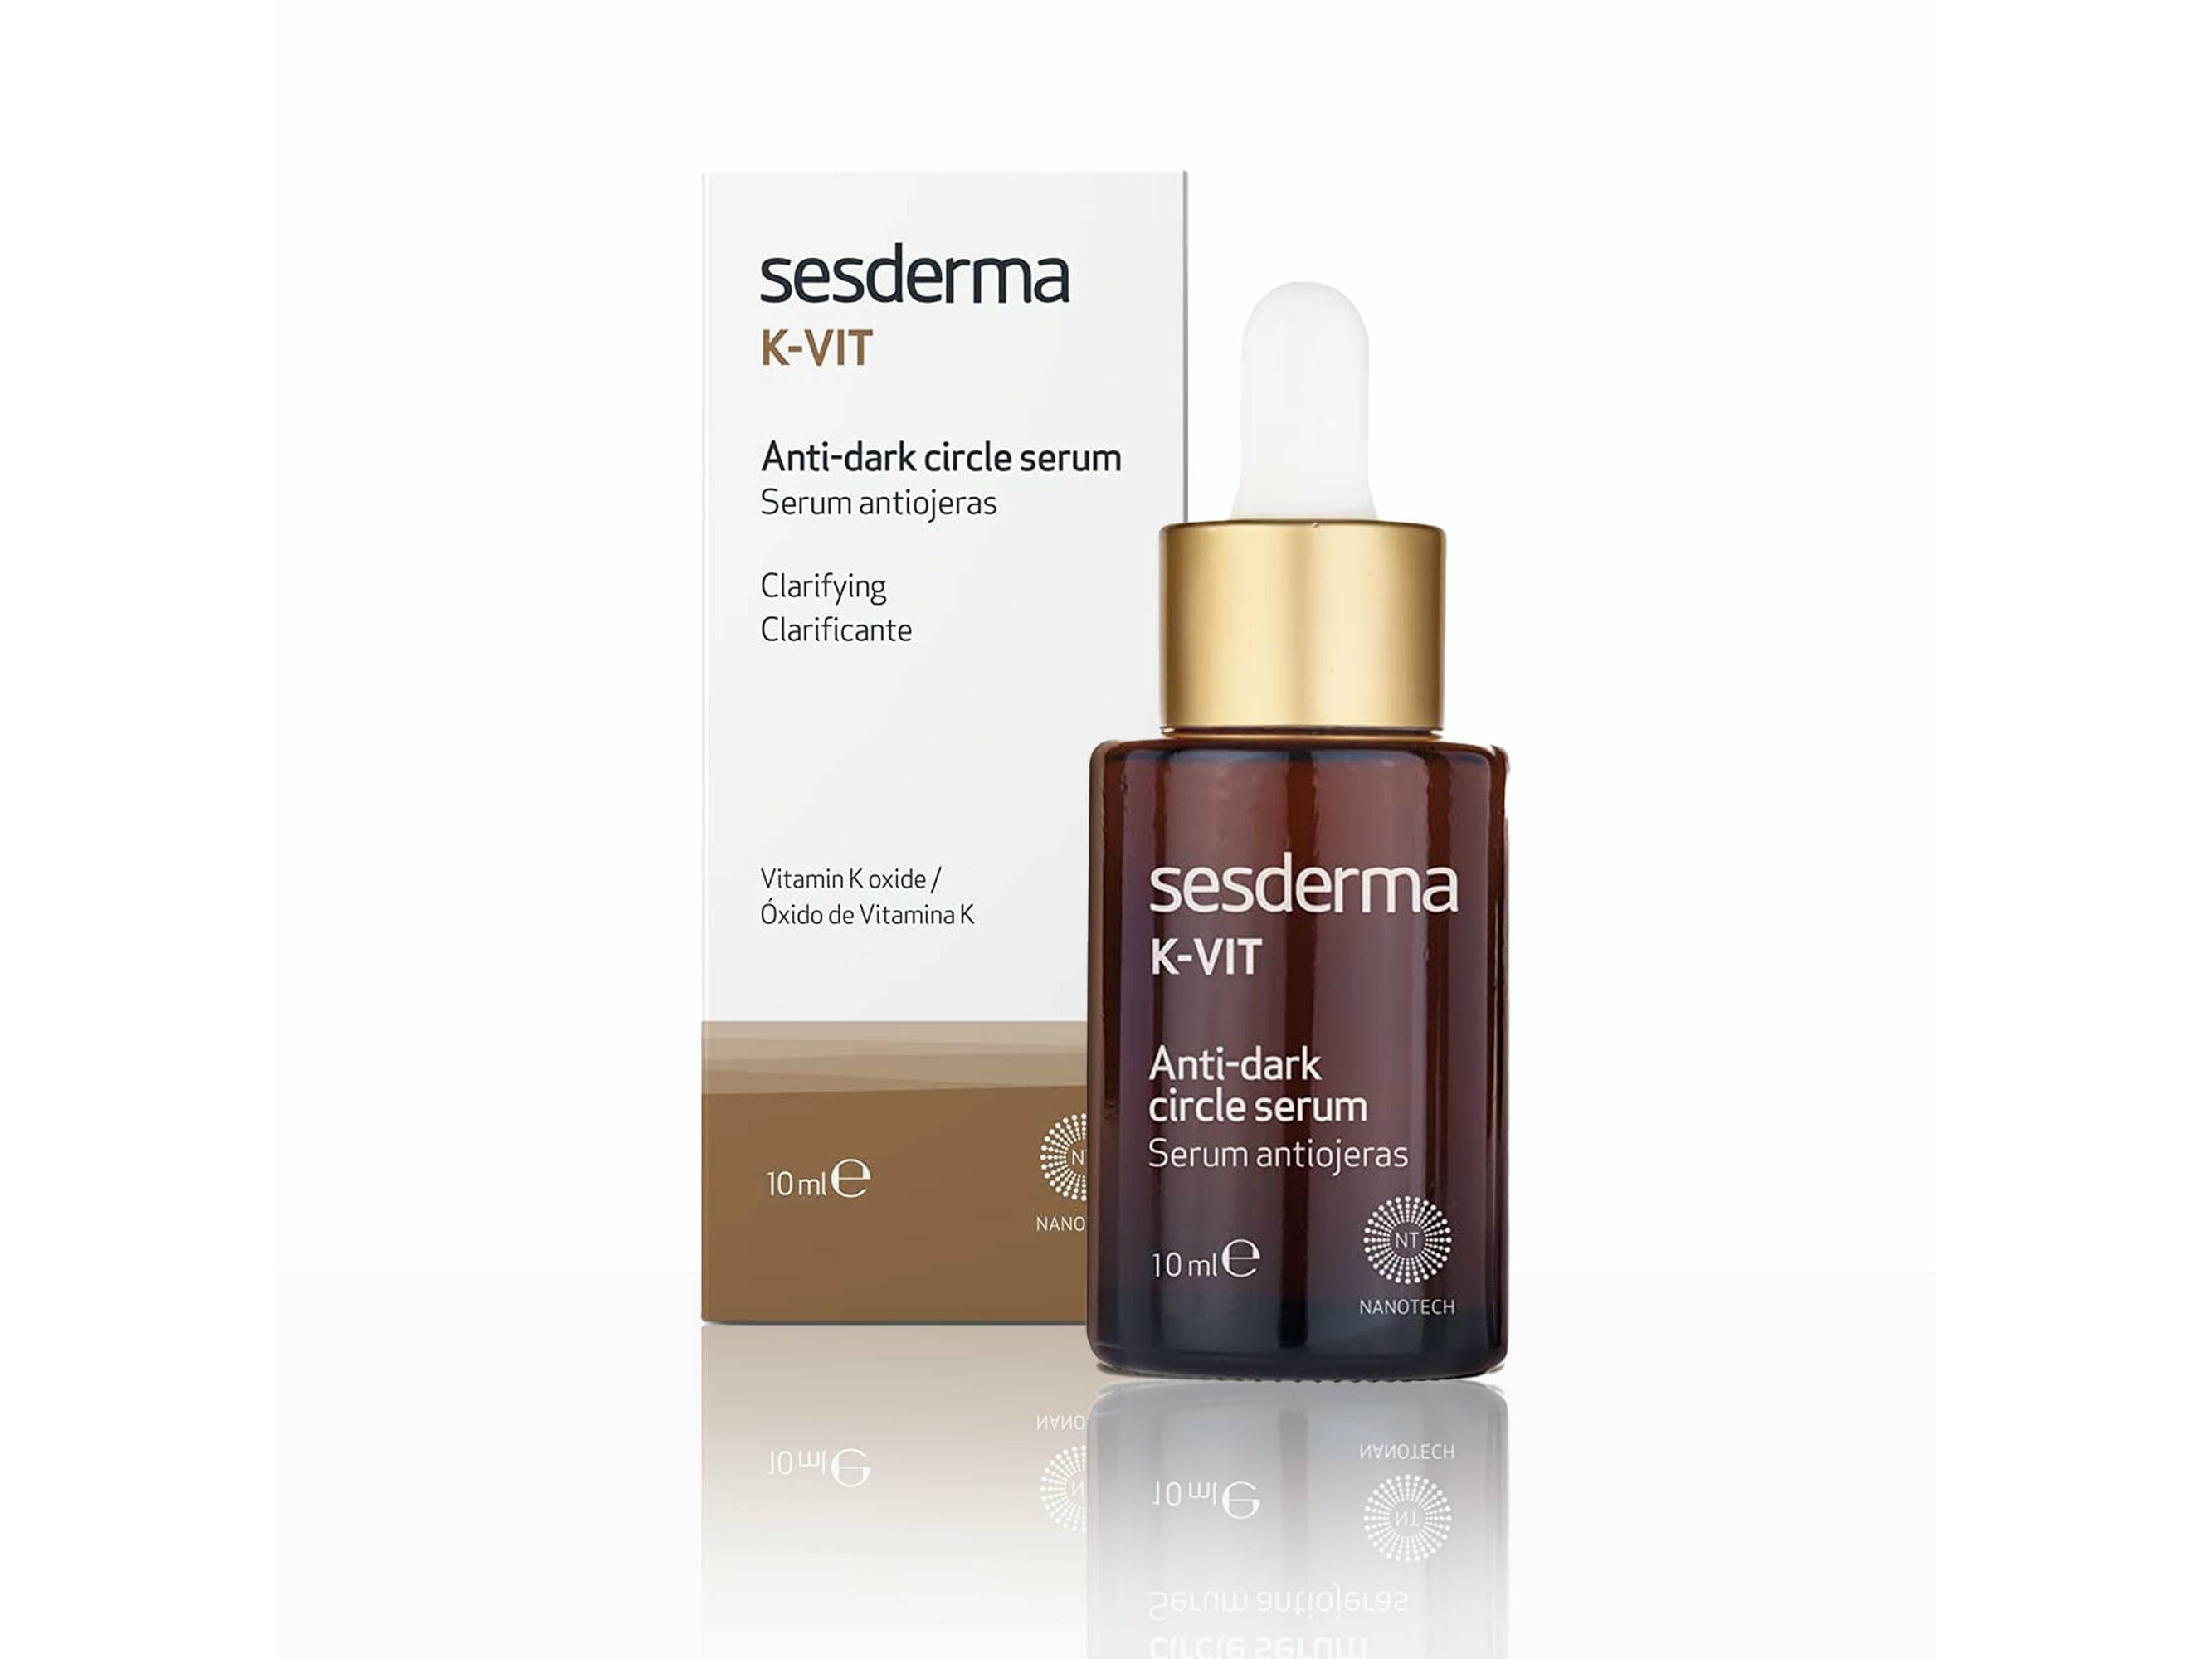 sesderma
K-VIT
Anti-dark circle serum
Serum antiojeras
Clarifying
Clarificante
Vitamin K oxide /
Óxido de Vitamina K
10 ml e
NANO
sesderma
K-VIT
Anti-dark
circle serum
Serum antiojeras
10 ml e
NT
NANOTECH